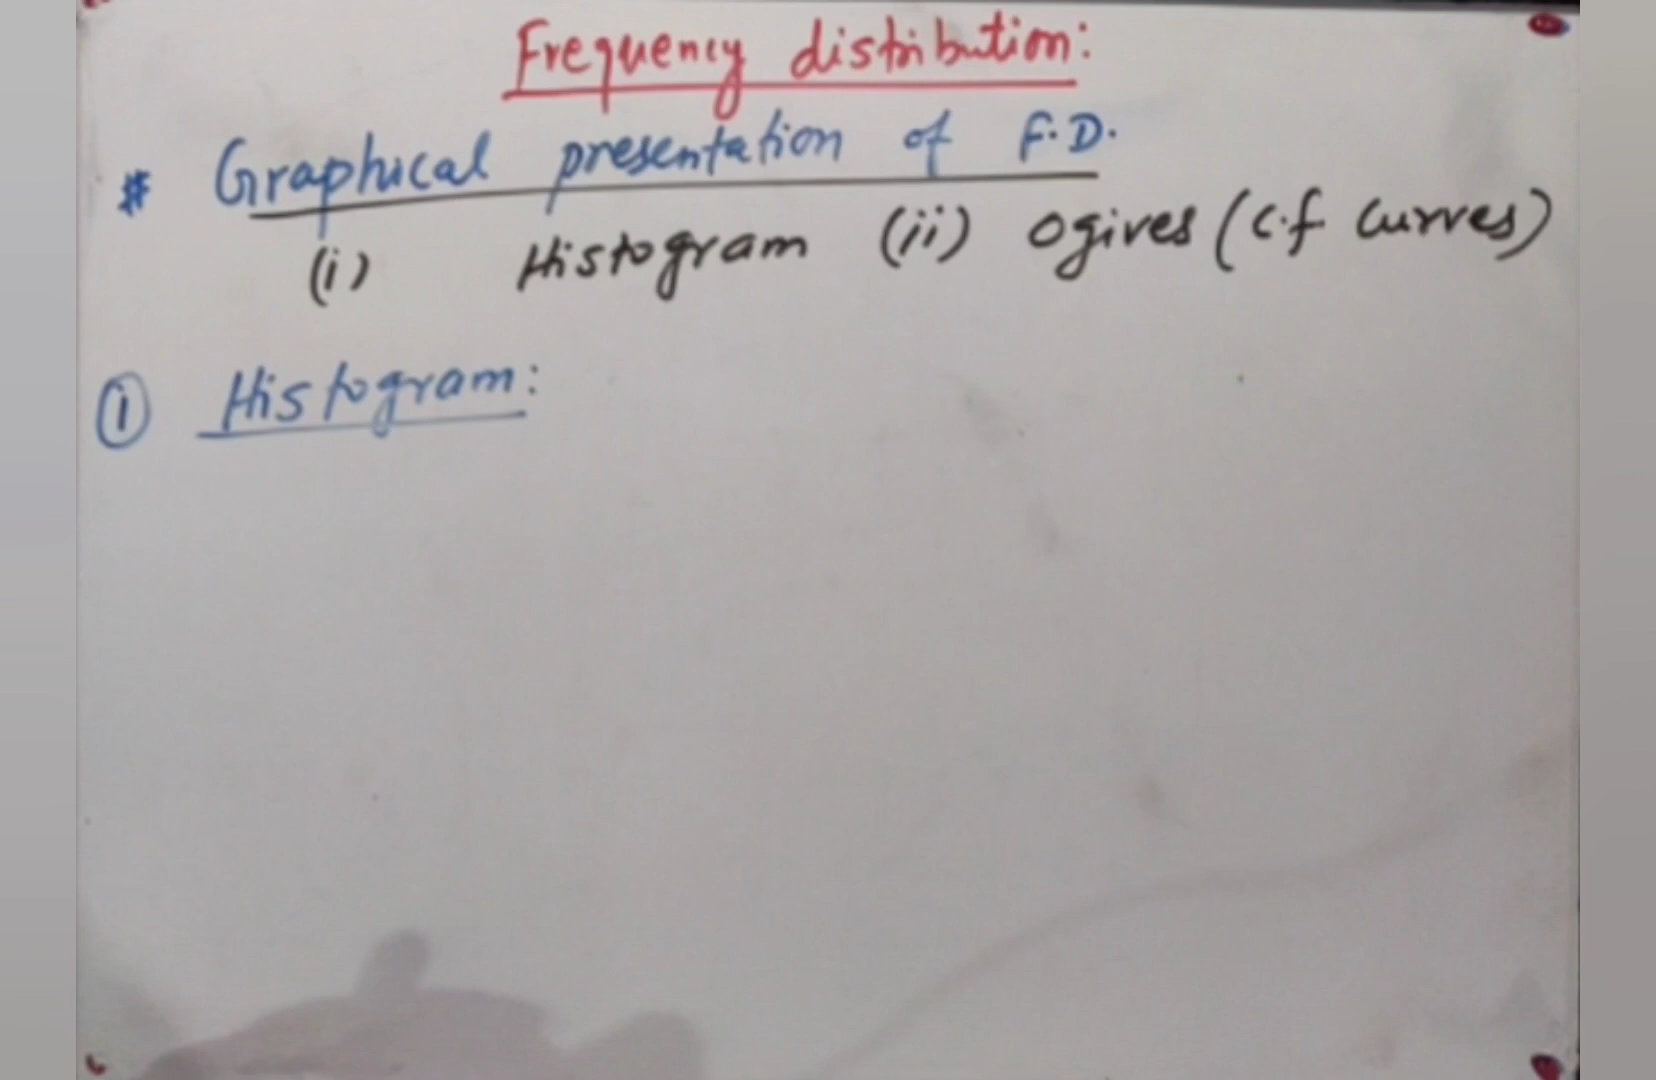 Frequency distribution:
# Graphical presentation of F.D.
(i) Histogram (ii) Ogives (c.f curves)
① Histogram: